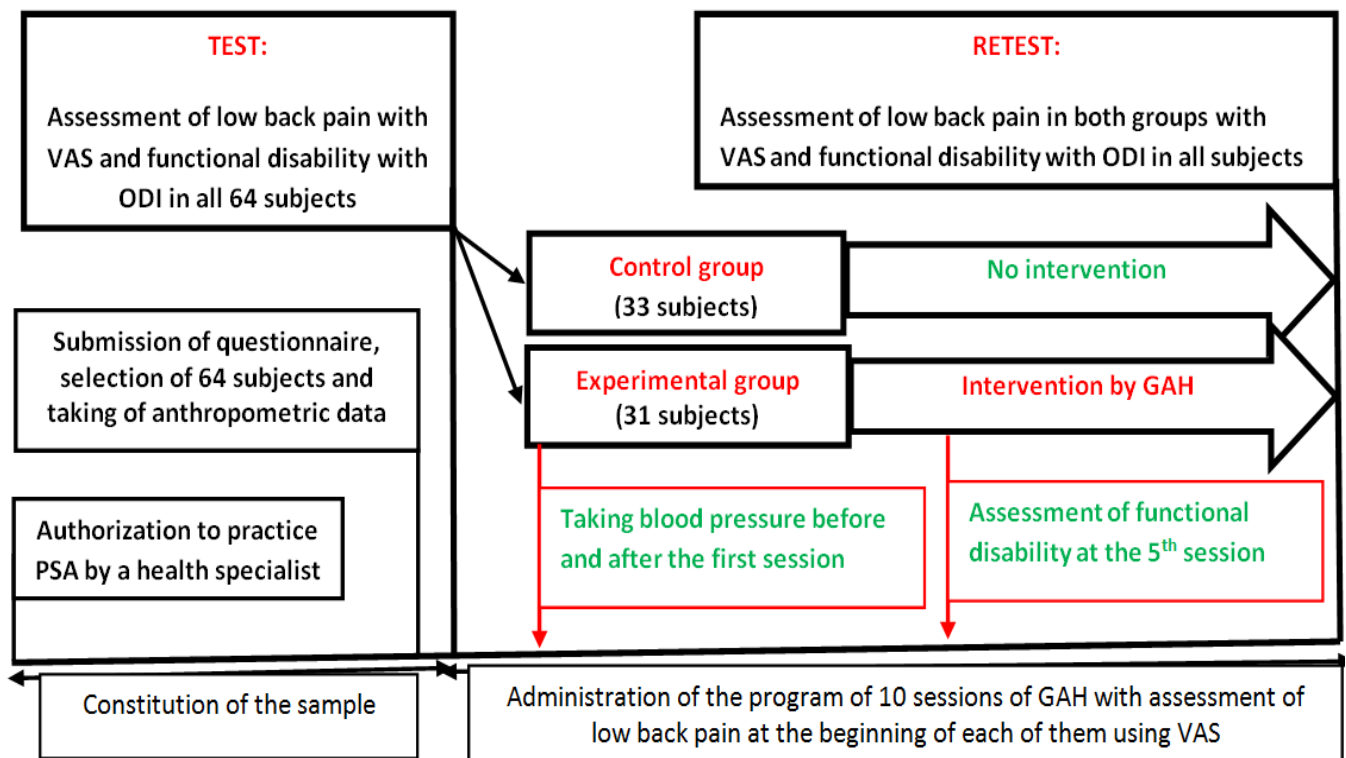 TEST:
Assessment of low back pain with
VAS and functional disability with
ODI in all 64 subjects
RETEST:
Assessment of low back pain in both groups with
VAS and functional disability with ODI in all subjects
Control group
(33 subjects)
No intervention
Submission of questionnaire,
selection of 64 subjects and
taking of anthropometric data
Experimental group
(31 subjects)
Intervention by GAH
Authorization to practice
PSA by a health specialist
Taking blood pressure before
and after the first session
Assessment of functional
disability at the 5th session
Constitution of the sample
Administration of the program of 10 sessions of GAH with assessment of
low back pain at the beginning of each of them using VAS